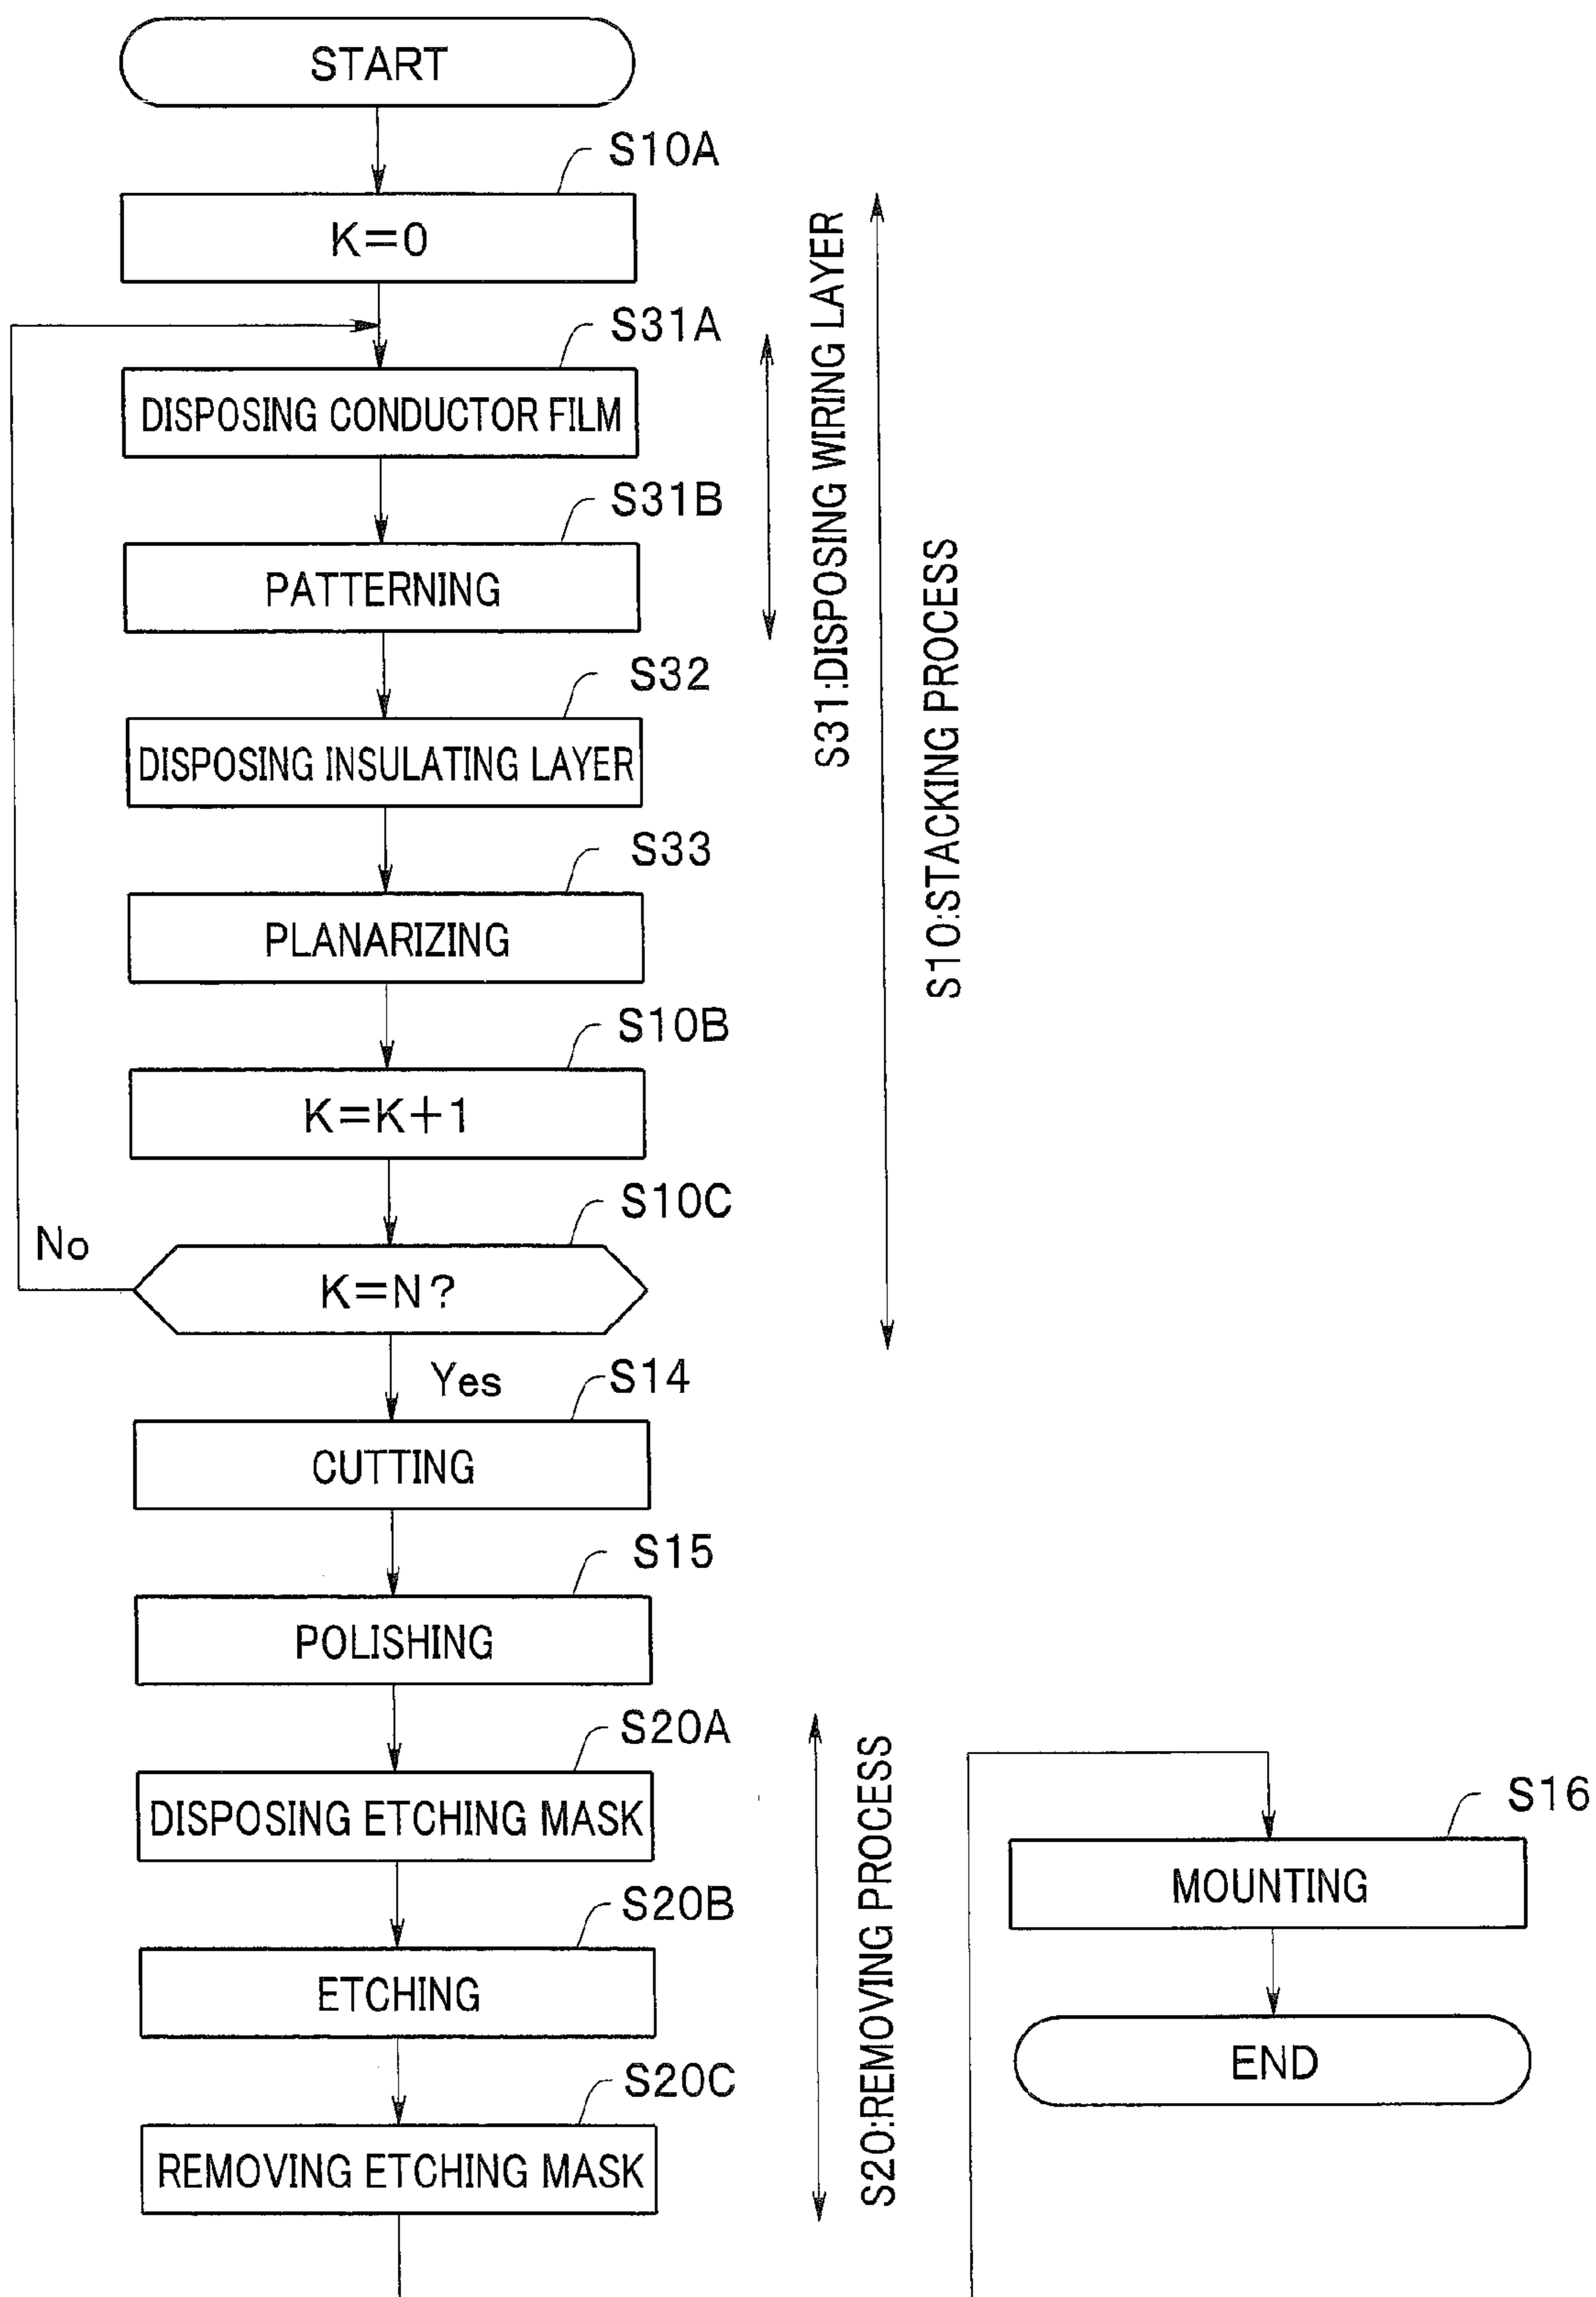 START
S10A
K=0
S31A
DISPOSING CONDUCTOR FILM
S31B
PATTERNING
S32
DISPOSING INSULATING LAYER
S33
PLANARIZING
S10B
K=K+1
S10C
K=N?
No
Yes
S31:DISPOSING WIRING LAYER
S10:STACKING PROCESS
S14
CUTTING
S15
POLISHING
S20A
DISPOSING ETCHING MASK
S20B
ETCHING
S20C
REMOVING ETCHING MASK
S20:REMOVING PROCESS
S16
MOUNTING
END